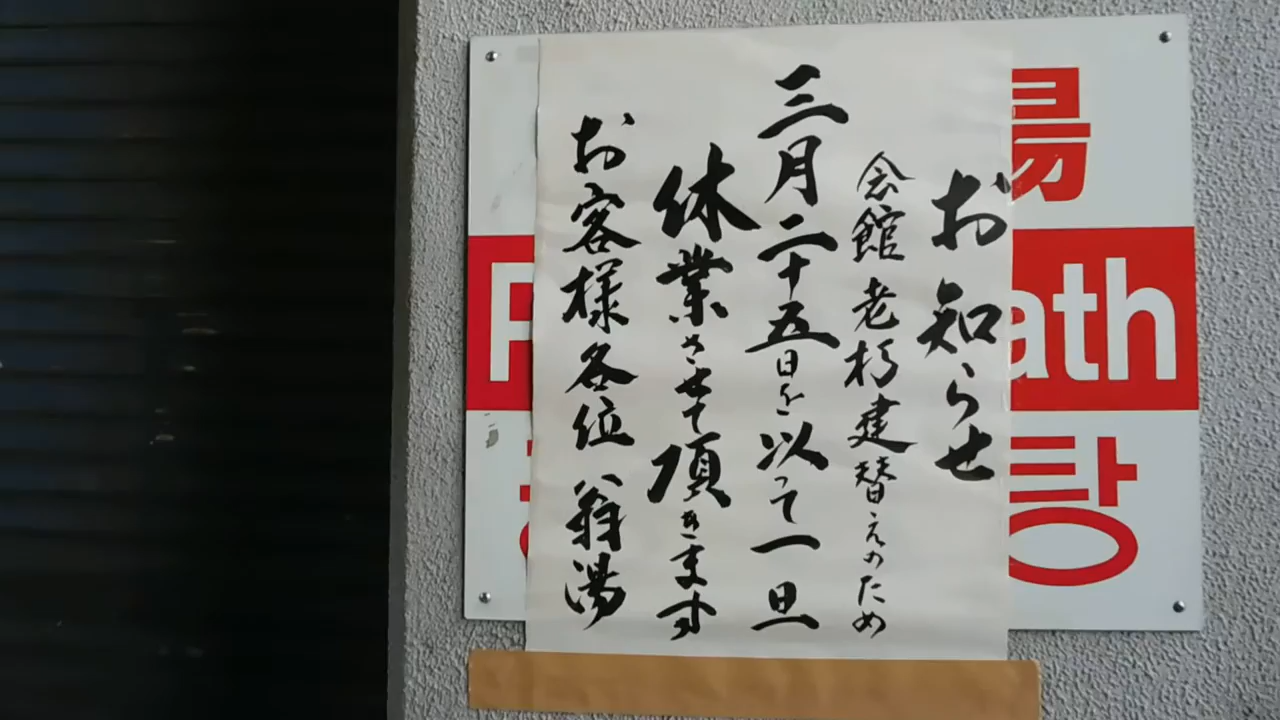 お知らせ
会館老朽建替えのため
三月二十五日を以って一旦
休業させて頂きます
お客様各位 翁湯
湯
ath
탕